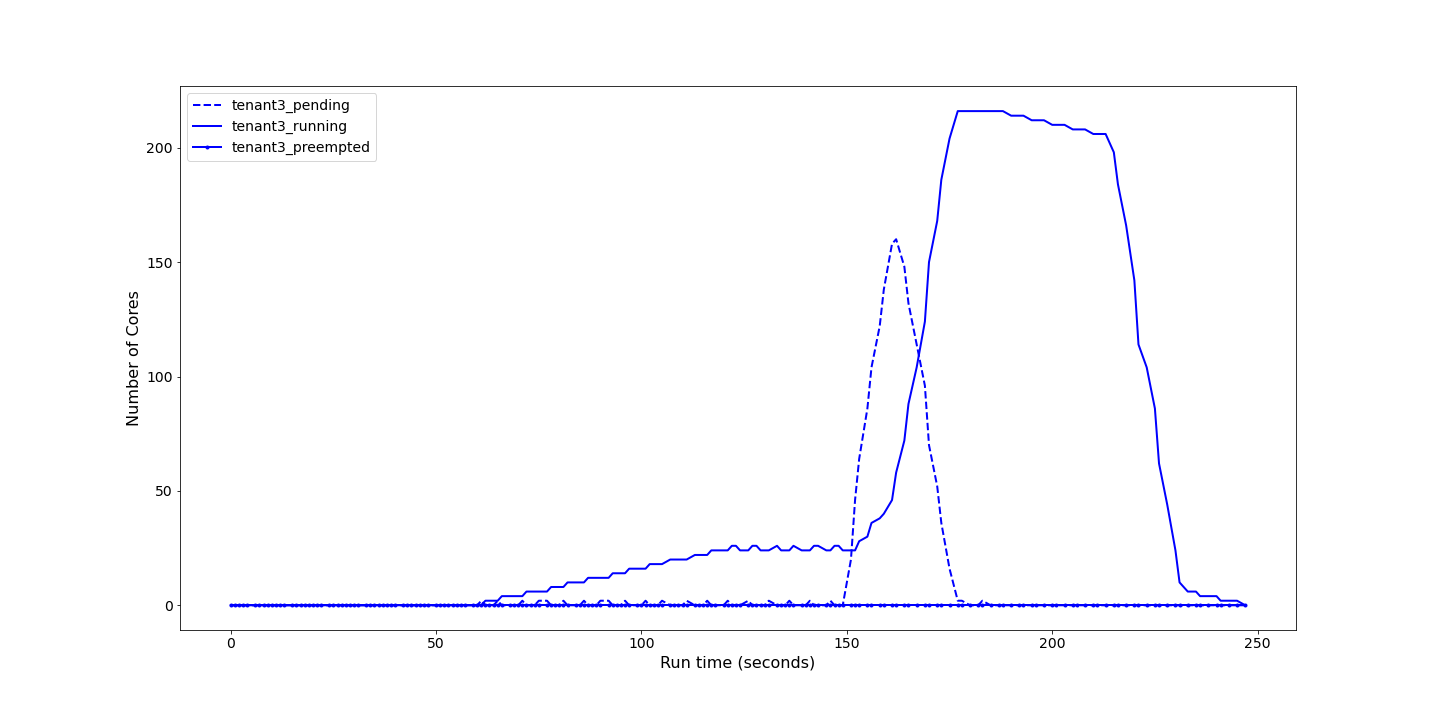 tenant3_pending
tenant3_running
tenant3_preempted
200
150
100
50
0
Number of Cores
0 50 100 150 200 250
Run time (seconds)